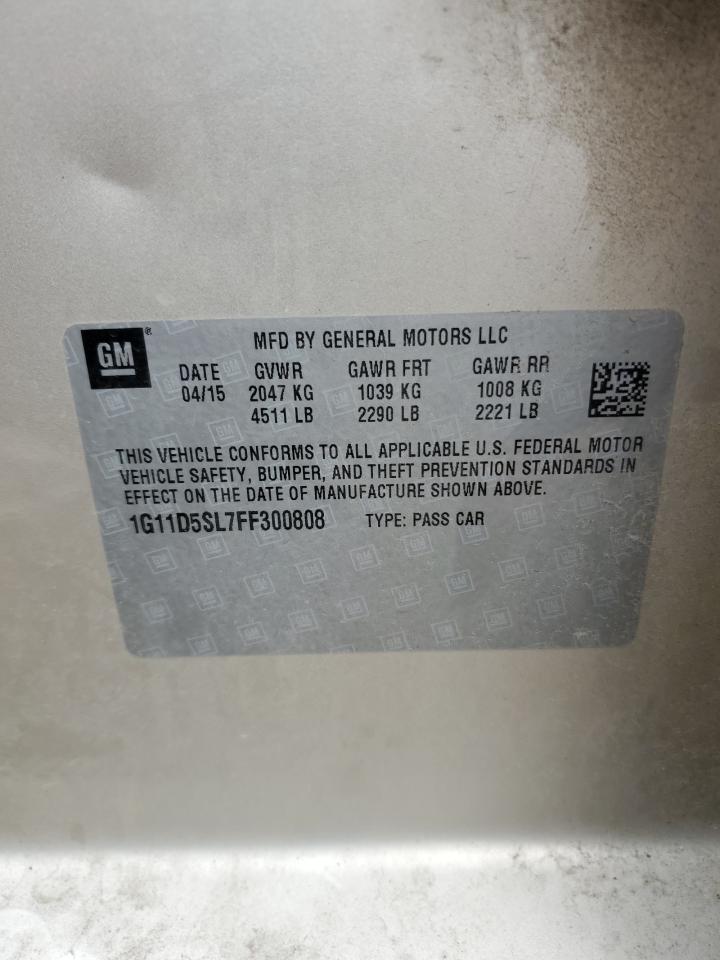 GM ®
MFD BY GENERAL MOTORS LLC
DATE GVWR GAWR FRT GAWR RR
04/15 2047 KG 1039 KG 1008 KG
4511 LB 2290 LB 2221 LB
THIS VEHICLE CONFORMS TO ALL APPLICABLE U.S. FEDERAL MOTOR
VEHICLE SAFETY, BUMPER, AND THEFT PREVENTION STANDARDS IN
EFFECT ON THE DATE OF MANUFACTURE SHOWN ABOVE.
1G11D5SL7FF300808 TYPE: PASS CAR